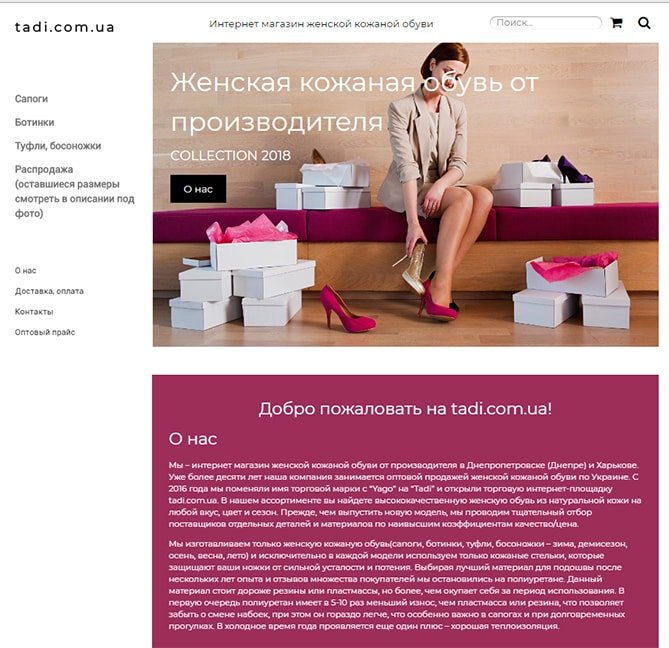 tadi.com.ua
Интернет магазин женской кожаной обуви
Поиск...
Сапоги
Ботинки
Туфли, босоножки
Распродажа
(оставшиеся размеры
смотреть в описании под
фото)
О нас
Доставка, оплата
Контакты
Оптовый прайс
Женская кожаная обувь от
производителя
COLLECTION 2018
О нас
Добро пожаловать на tadi.com.ua!
О нас
Мы – интернет магазин женской кожаной обуви от производителя в Днепропетровске (Днепре) и Харькове.
Уже более десяти лет наша компания занимается оптовой продажей женской кожаной обуви по Украине. С
2016 года мы поменяли имя торговой марки с “Yago” на “Tadi” и открыли торговую интернет-площадку
tadi.com.ua. В нашем ассортименте вы найдете высококачественную женскую обувь из натуральной кожи на
любой вкус, цвет и сезон. Прежде, чем выпустить новую модель, мы проводим тщательный отбор
поставщиков отдельных деталей и материалов по наивысшим коэффициентам качество/цена.
Мы изготавливаем только женскую кожаную обувь(сапоги, ботинки, туфли, босоножки – зима, демисезон,
осень, весна, лето) и исключительно в каждой модели используем только кожаные стельки, которые
защищают ваши ножки от сильной усталости и потения. Выбирая лучший материал для подошвы после
нескольких лет опыта и отзывов множества покупателей мы остановились на полиуретане. Данный
материал стоит дороже резины или пластмассы, но более, чем окупает себя за период использования. В
первую очередь полиуретан имеет в 5-10 раз меньший износ, чем пластмасса или резина, что позволяет
забыть о смене набоек, при этом он гораздо легче, что особенно важно в сапогах и при долговременных
прогулках. В холодное время года проявляется еще один плюс – хорошая теплоизоляция.